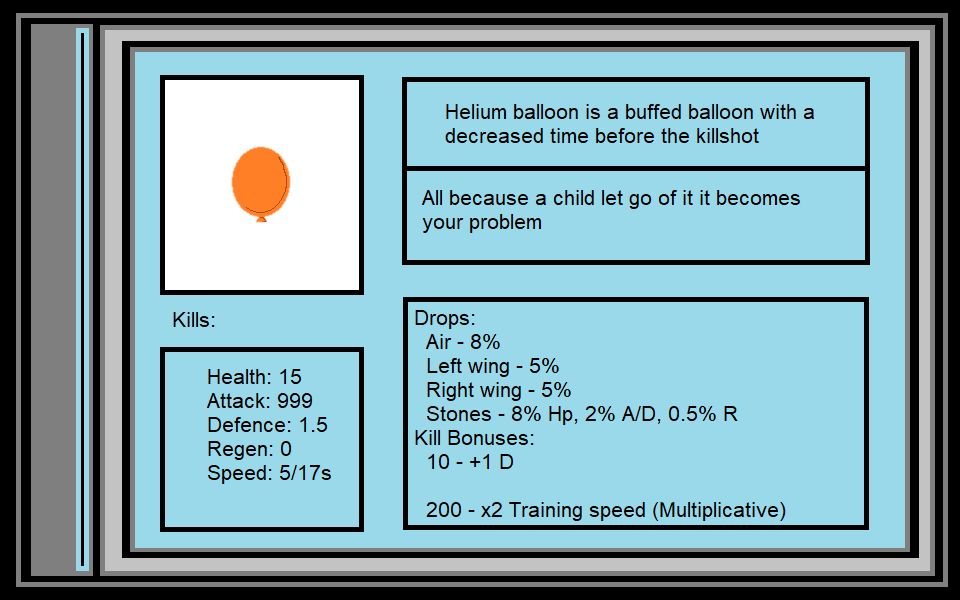 Helium balloon is a buffed balloon with a
decreased time before the killshot
All because a child let go of it it becomes
your problem
Kills:
Health: 15
Attack: 999
Defence: 1.5
Regen: 0
Speed: 5/17s
Drops:
Air - 8%
Left wing - 5%
Right wing - 5%
Stones - 8% Hp, 2% A/D, 0.5% R
Kill Bonuses:
10 - +1 D
200 - x2 Training speed (Multiplicative)